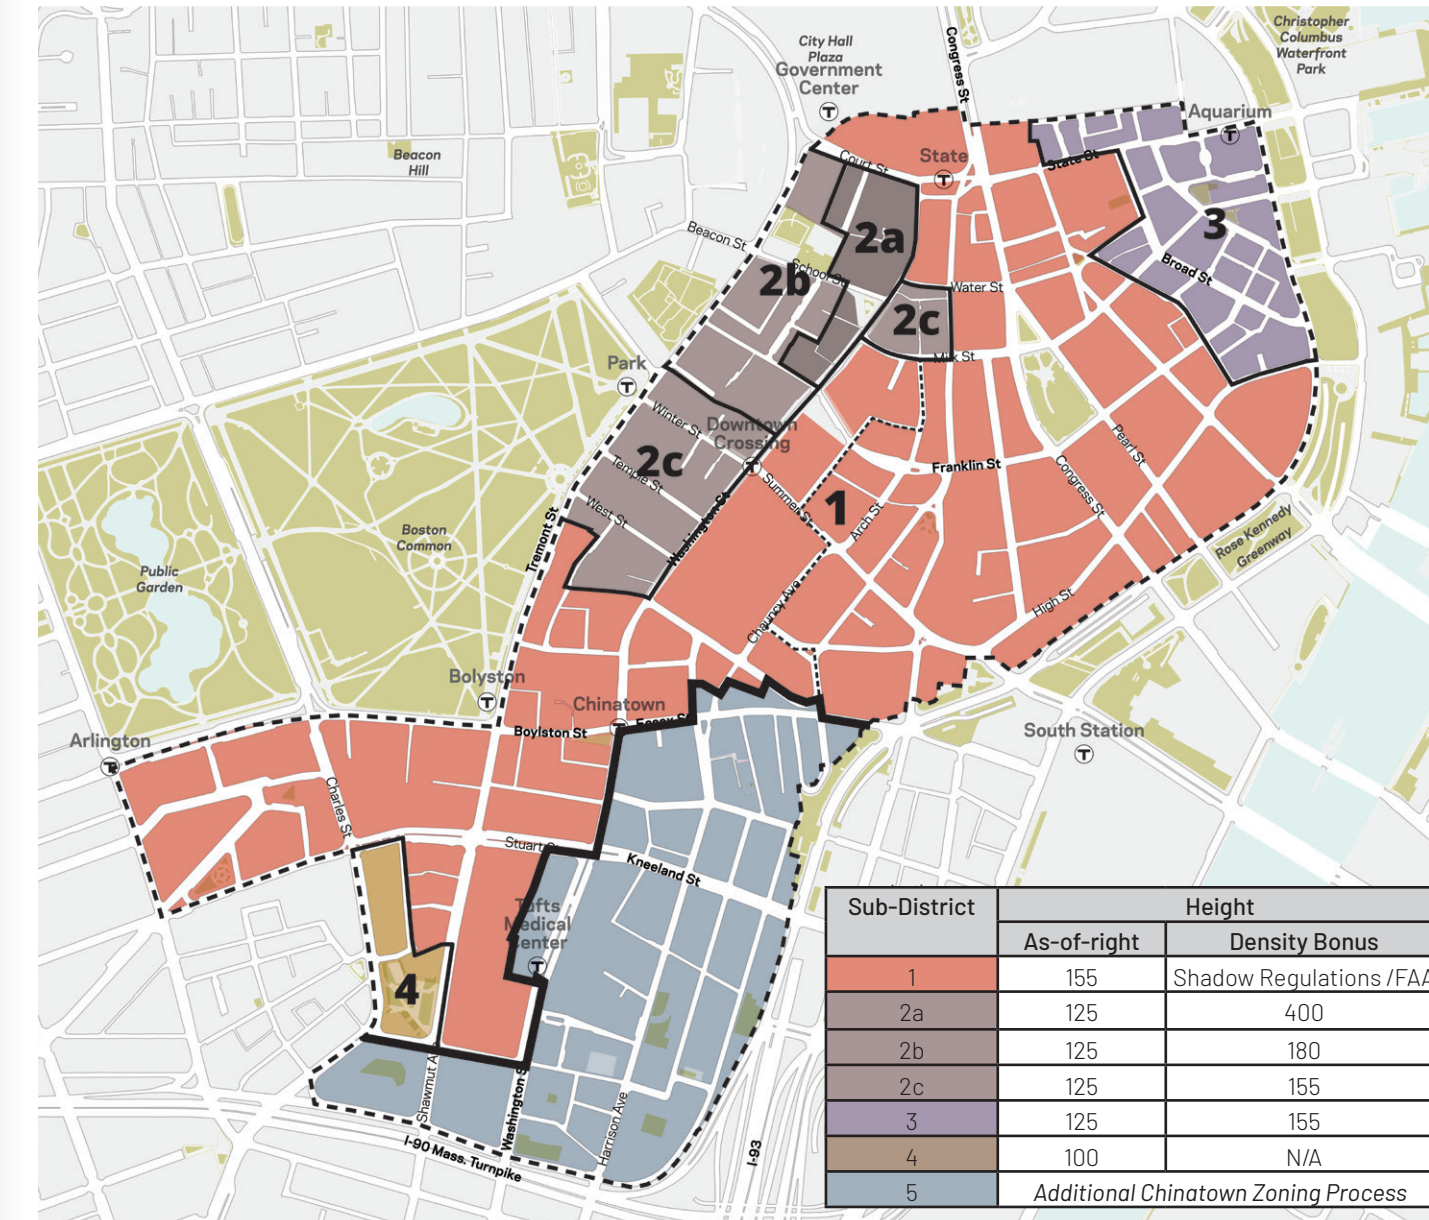 Christopher
Columbus
Waterfront
Park
City Hall
Plaza
Government
Center
T
Congress St
Aquarium
T
Beacon
Hill
Court St
State
T
State St
2a
3
Beacon St
School St
2b
Broad St
Water St
2c
Milk St
Park
T
Winter St
Downtown
Crossing
T
2c
Temple St
West St
Summer St
Franklin St
Pearl St
Congress St
1
Arch St
Washington St
Tremont St
Boston
Common
Public
Garden
Rose Kennedy
Greenway
Chauncy Ave
High St
Bolyston
T
Chinatown
T
Essex St
Boylston St
South Station
T
Arlington
T
Charles St
Stuart St
Kneeland St
Tufts
Medical
Center
T
4
Shawmut Av
Washington S
Harrison Ave
I-90 Mass. Turnpike
I-93
Sub-District Height
As-of-right Density Bonus
1 155 Shadow Regulations /FAA
2a 125 400
2b 125 180
2c 125 155
3 125 155
4 100 N/A
5 Additional Chinatown Zoning Process